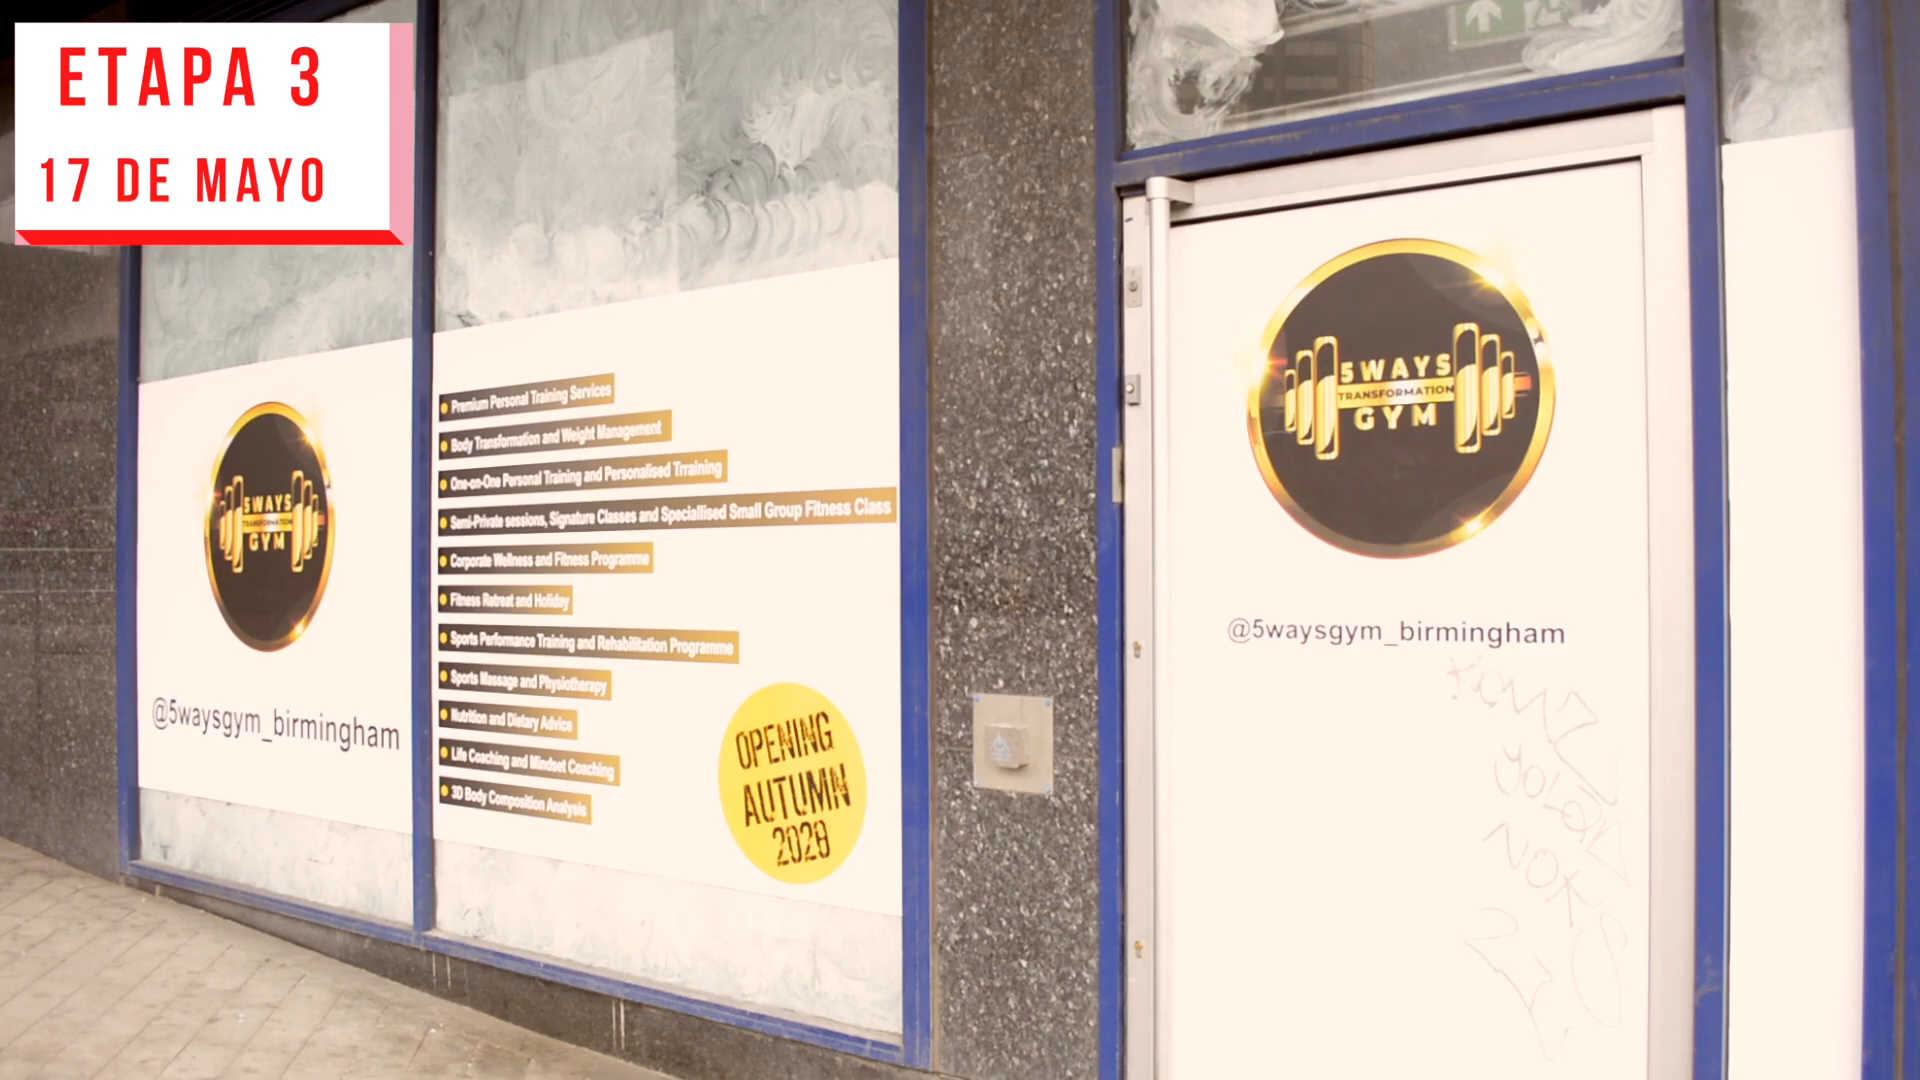 ETAPA 3
17 DE MAYO
5WAYS
TRANSFORMATION
GYM
@5waysgym_birmingham
Premium Personal Training Services
Body Transformation and Weight Management
One-on-One Personal Training and Personalised Trraining
Semi-Private sessions, Signature Classes and Speciallised Small Group Fitness Class
Corporate Wellness and Fitness Programme
Fitness Retreat and Holiday
Sports Performance Training and Rehabilitation Programme
Sports Massage and Physiotherapy
Nutrition and Dietary Advice
Life Coaching and Mindset Coaching
3D Body Composition Analysis
OPENING
AUTUMN
2020
5WAYS
TRANSFORMATION
GYM
@5waysgym_birmingham